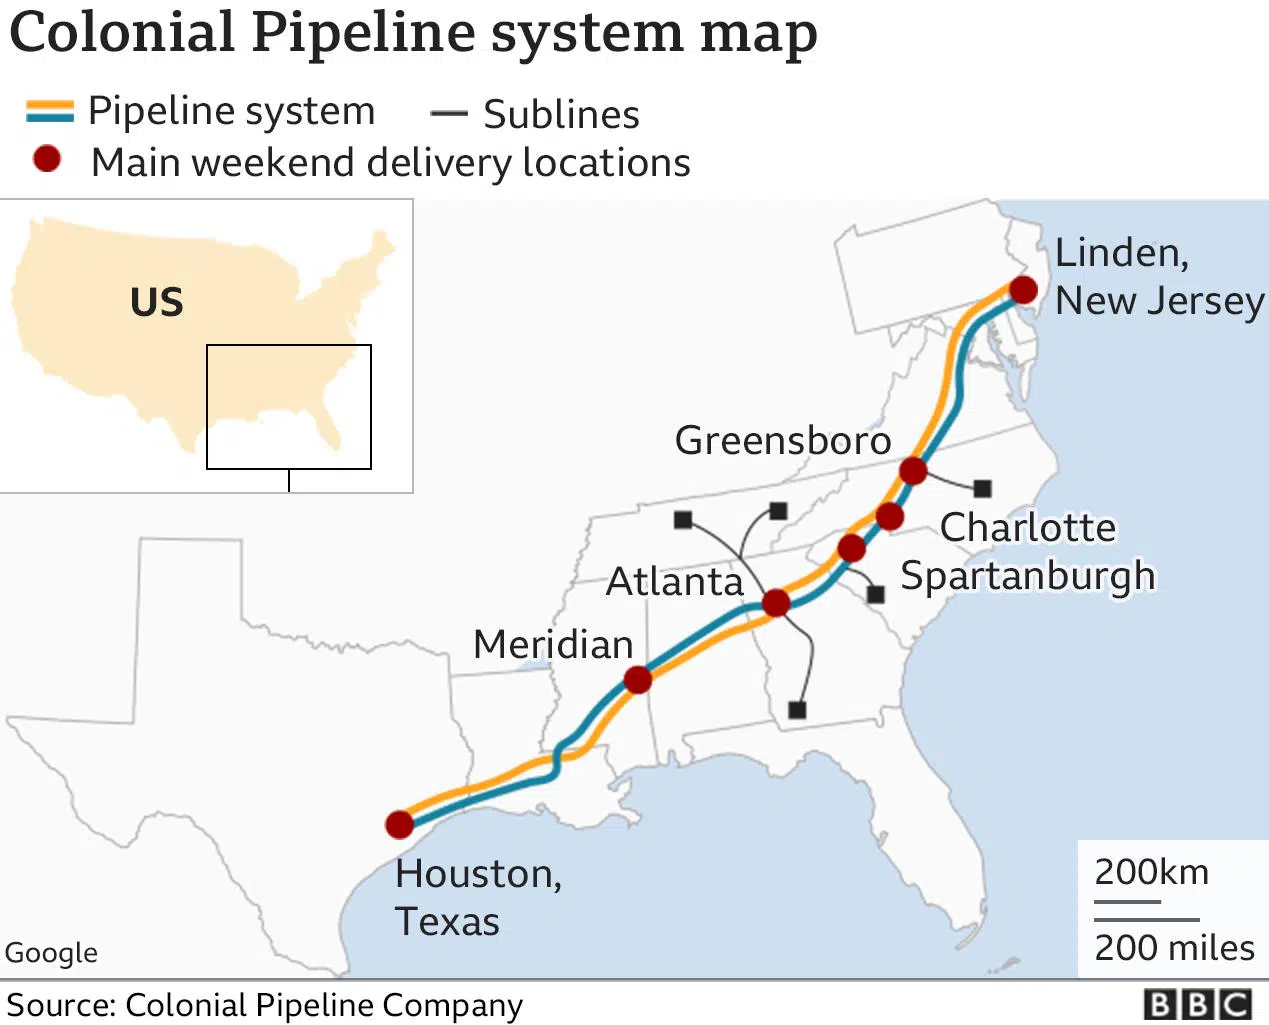 Colonial Pipeline system map
Pipeline system
Sublines
Main weekend delivery locations
US
Linden,
New Jersey
Greensboro
Charlotte
Spartanburgh
Atlanta
Meridian
Houston,
Texas
200km
200 miles
Google
Source: Colonial Pipeline Company
BBC